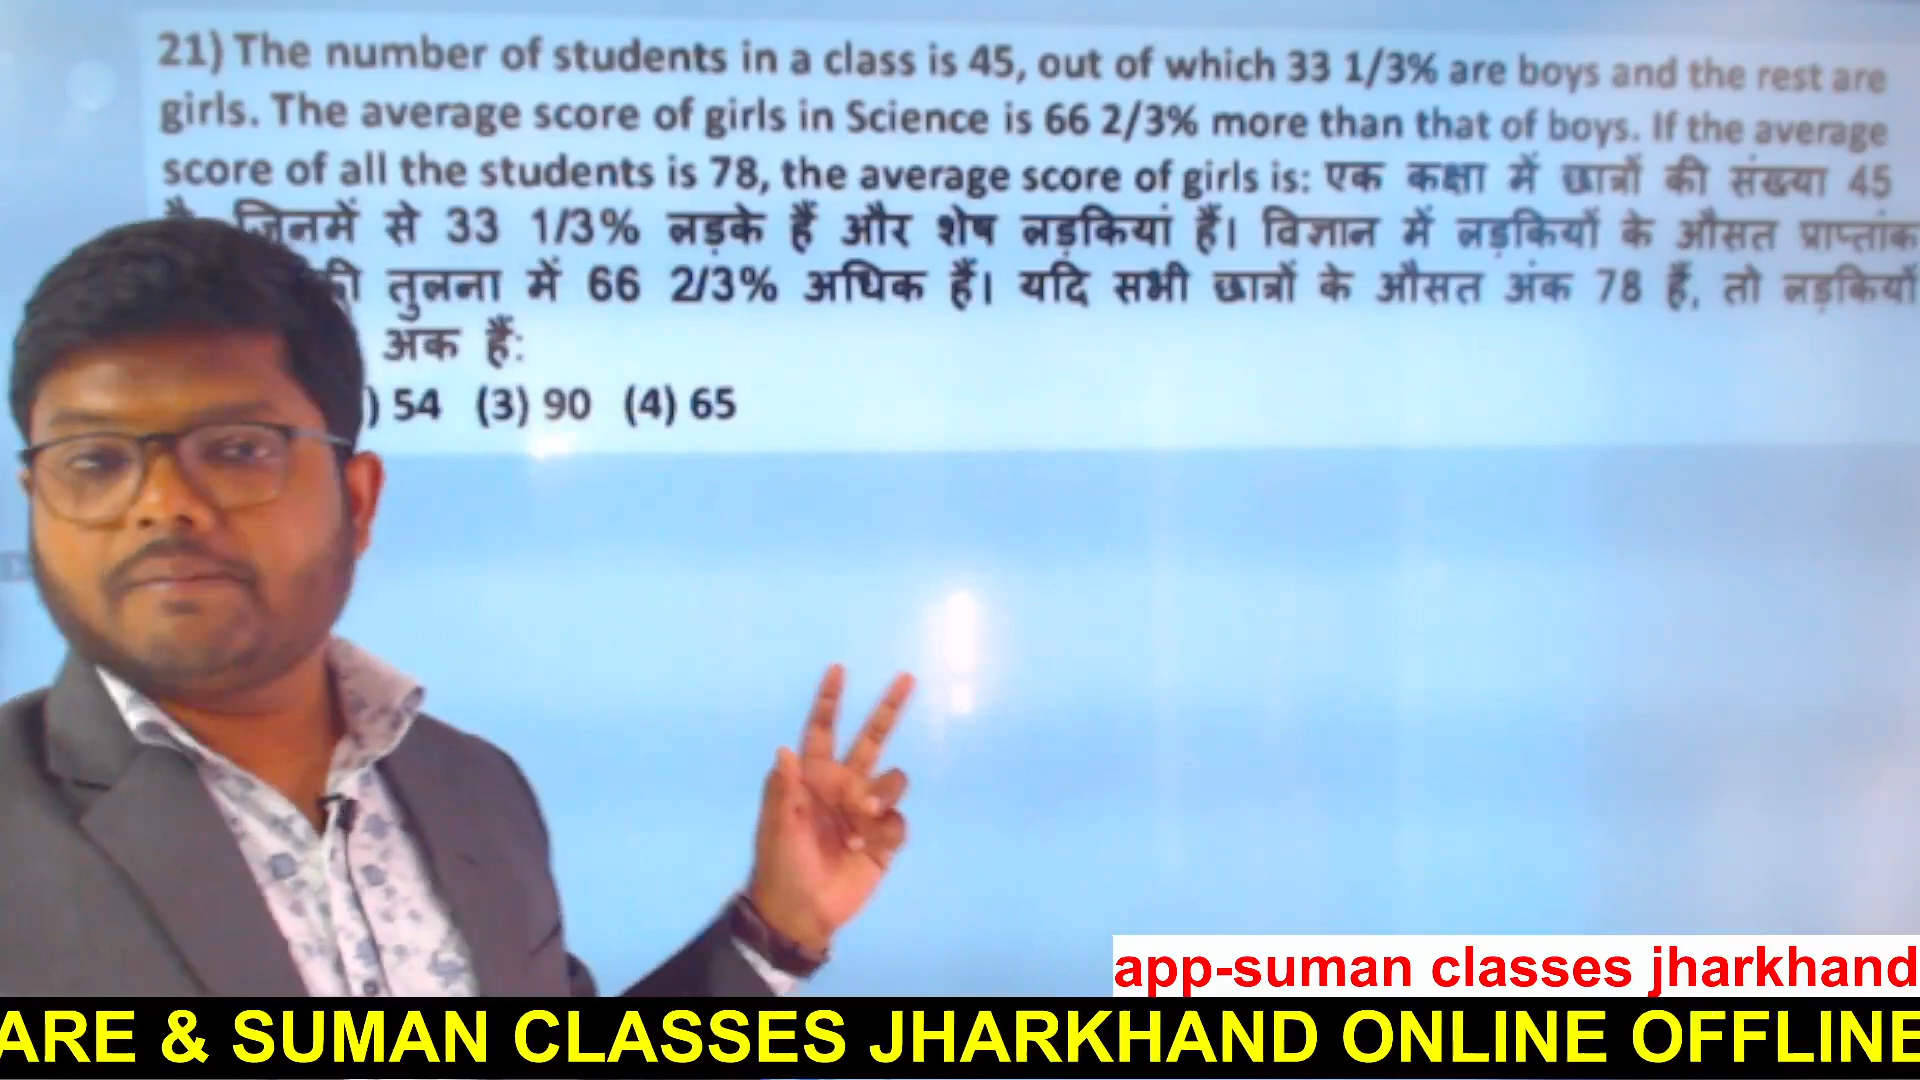 21) The number of students in a class is 45, out of which 33 1/3% are boys and the rest are
girls. The average score of girls in Science is 66 2/3% more than that of boys. If the average
score of all the students is 78, the average score of girls is: एक कक्षा में छात्रों की संख्या 45
जिनमें से 33 1/3% लड़के हैं और शेष लड़कियां हैं। विज्ञान में लड़कियों के औसत प्राप्तांक
की तुलना में 66 2/3% अधिक हैं। यदि सभी छात्रों के औसत अंक 78 हैं, तो लड़कियों
अंक हैं:
) 54 (3) 90 (4) 65
app-suman classes jharkhand
ARE & SUMAN CLASSES JHARKHAND ONLINE OFFLINE